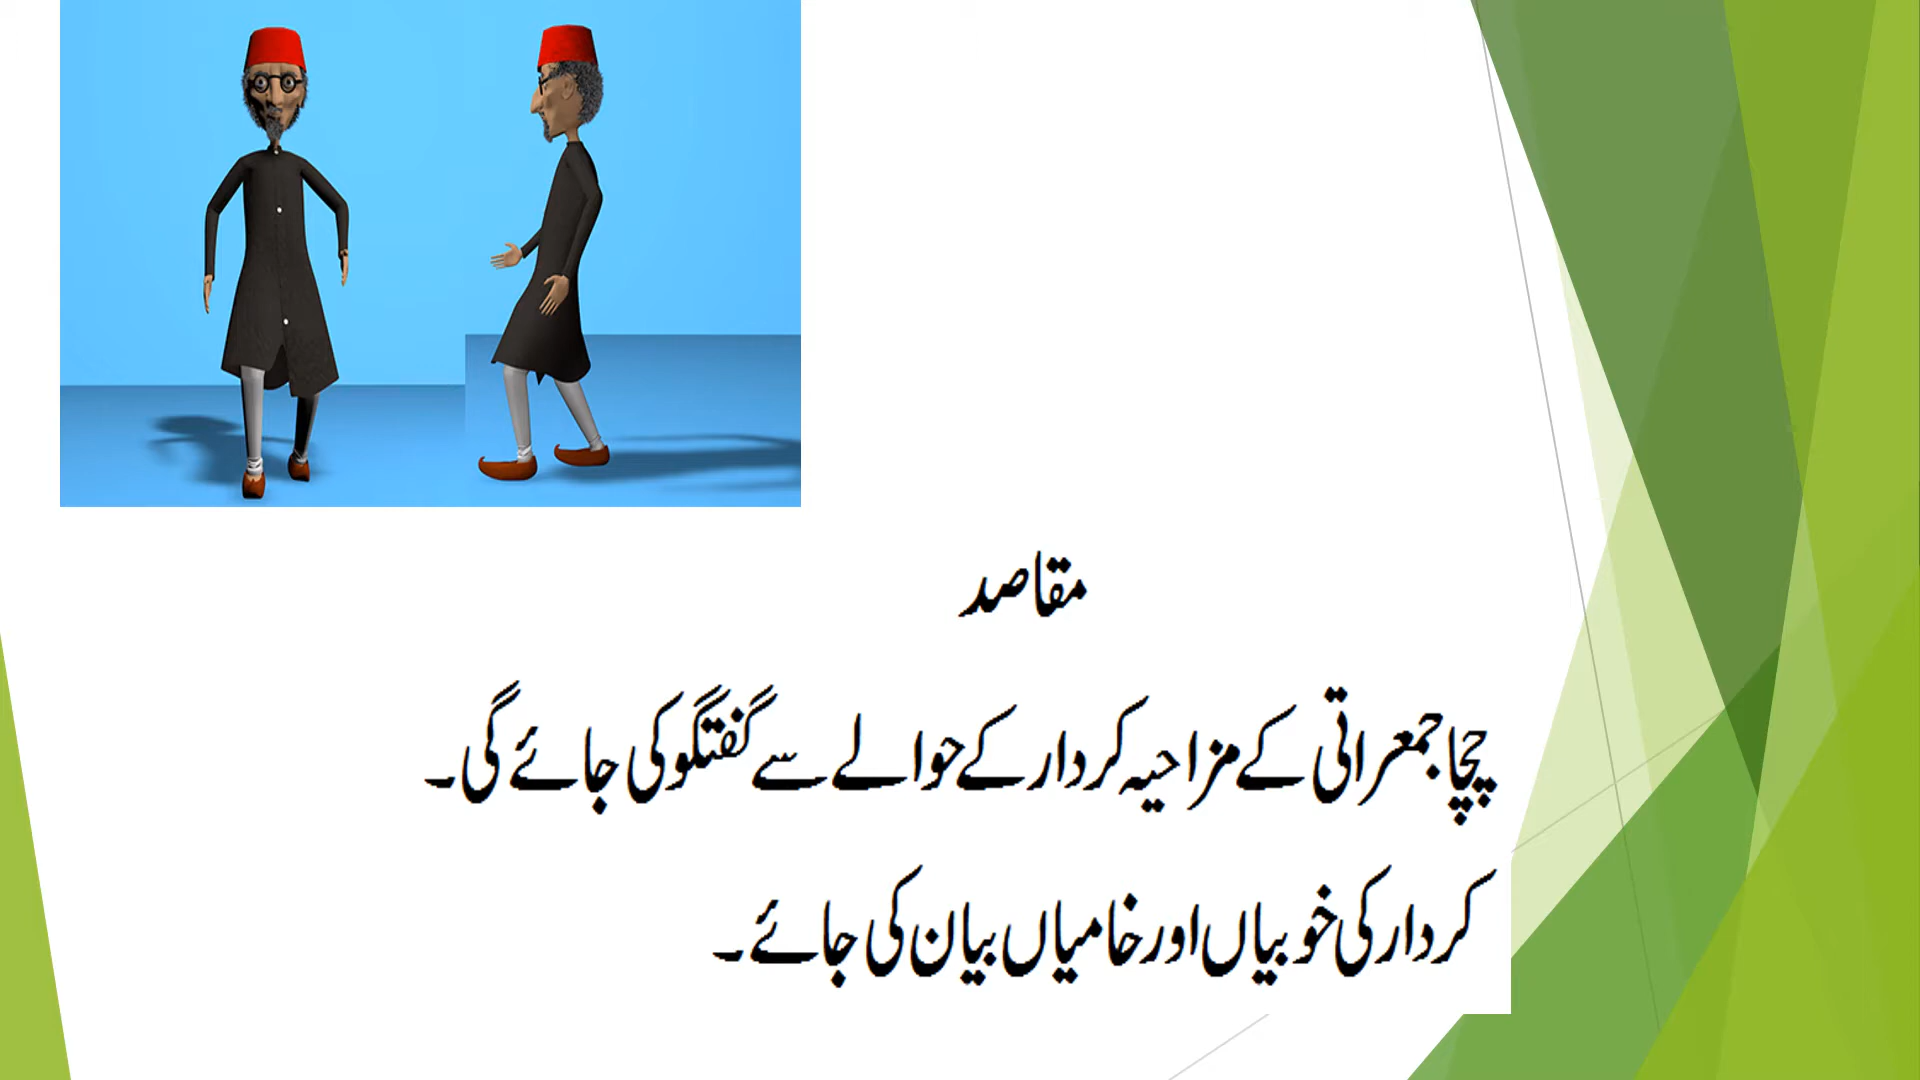 مقاصد
چچا جمعراتی کے مزاحیہ کردار کے حوالے سے گفتگو کی جائے گی۔
کردار کی خوبیاں اور خامیاں بیان کی جائے۔